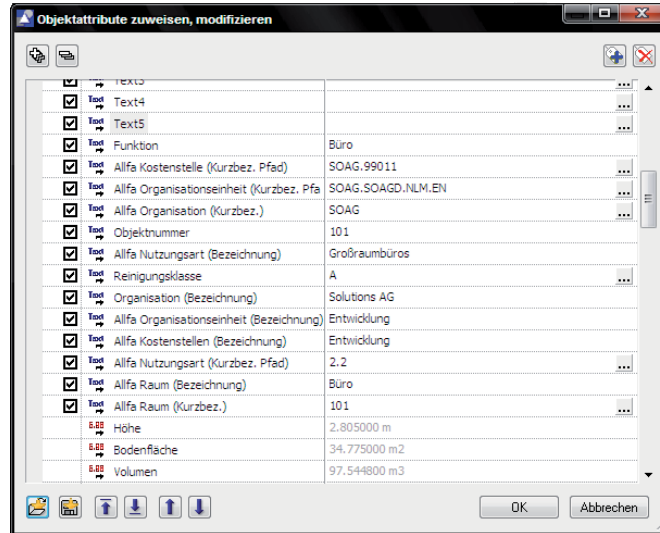 Objektattribute zuweisen, modifizieren
Text3
Text4
Text5
Funktion Büro
Allfa Kostenstelle (Kurzbez. Pfad) SOAG.99011
Allfa Organisationseinheit (Kurzbez. Pfa SOAG.SOAGD.NLM.EN
Allfa Organisation (Kurzbez.) SOAG
Objektnummer 101
Allfa Nutzungsart (Bezeichnung) Großraumbüros
Reinigungsklasse A
Organisation (Bezeichnung) Solutions AG
Allfa Organisationseinheit (Bezeichnung) Entwicklung
Allfa Kostenstellen (Bezeichnung) Entwicklung
Allfa Nutzungsart (Kurzbez. Pfad) 2.2
Allfa Raum (Bezeichnung) Büro
Allfa Raum (Kurzbez.) 101
Höhe 2.805000 m
Bodenfläche 34.775000 m2
Volumen 97.544800 m3
OK Abbrechen